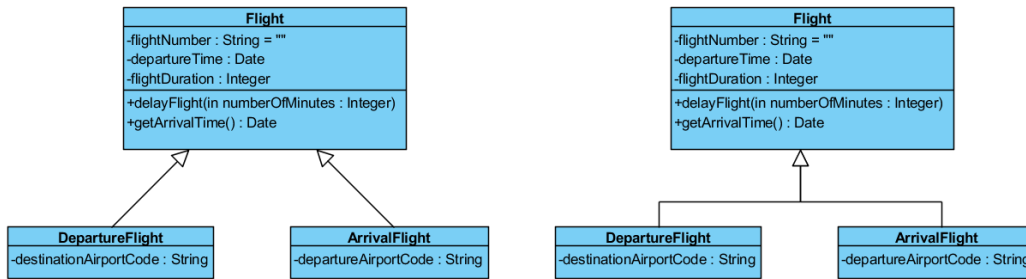 Flight
-flightNumber : String = ""
-departureTime : Date
-flightDuration : Integer
+delayFlight(in numberOfMinutes : Integer)
+getArrivalTime() : Date
DepartureFlight
-destinationAirportCode : String
ArrivalFlight
-departureAirportCode : String
Flight
-flightNumber : String = ""
-departureTime : Date
-flightDuration : Integer
+delayFlight(in numberOfMinutes : Integer)
+getArrivalTime() : Date
DepartureFlight
-destinationAirportCode : String
ArrivalFlight
-departureAirportCode : String